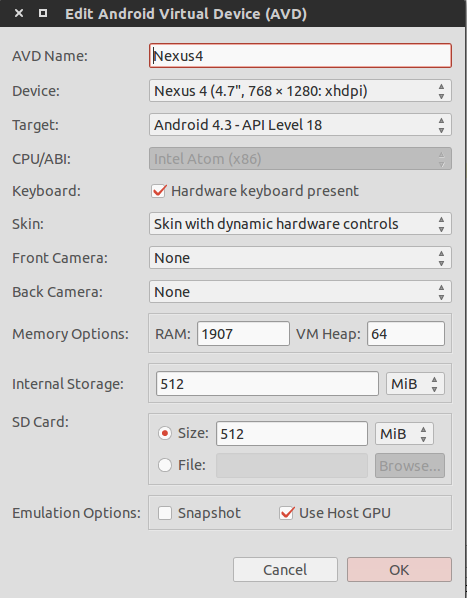 Edit Android Virtual Device (AVD)
AVD Name: Nexus4
Device: Nexus 4 (4.7", 768 × 1280: xhdpi)
Target: Android 4.3 - API Level 18
CPU/ABI: Intel Atom (x86)
Keyboard: Hardware keyboard present
Skin: Skin with dynamic hardware controls
Front Camera: None
Back Camera: None
Memory Options: RAM: 1907 VM Heap: 64
Internal Storage: 512 MiB
SD Card:
Size: 512 MiB
File: Browse...
Emulation Options: Snapshot Use Host GPU
Cancel OK